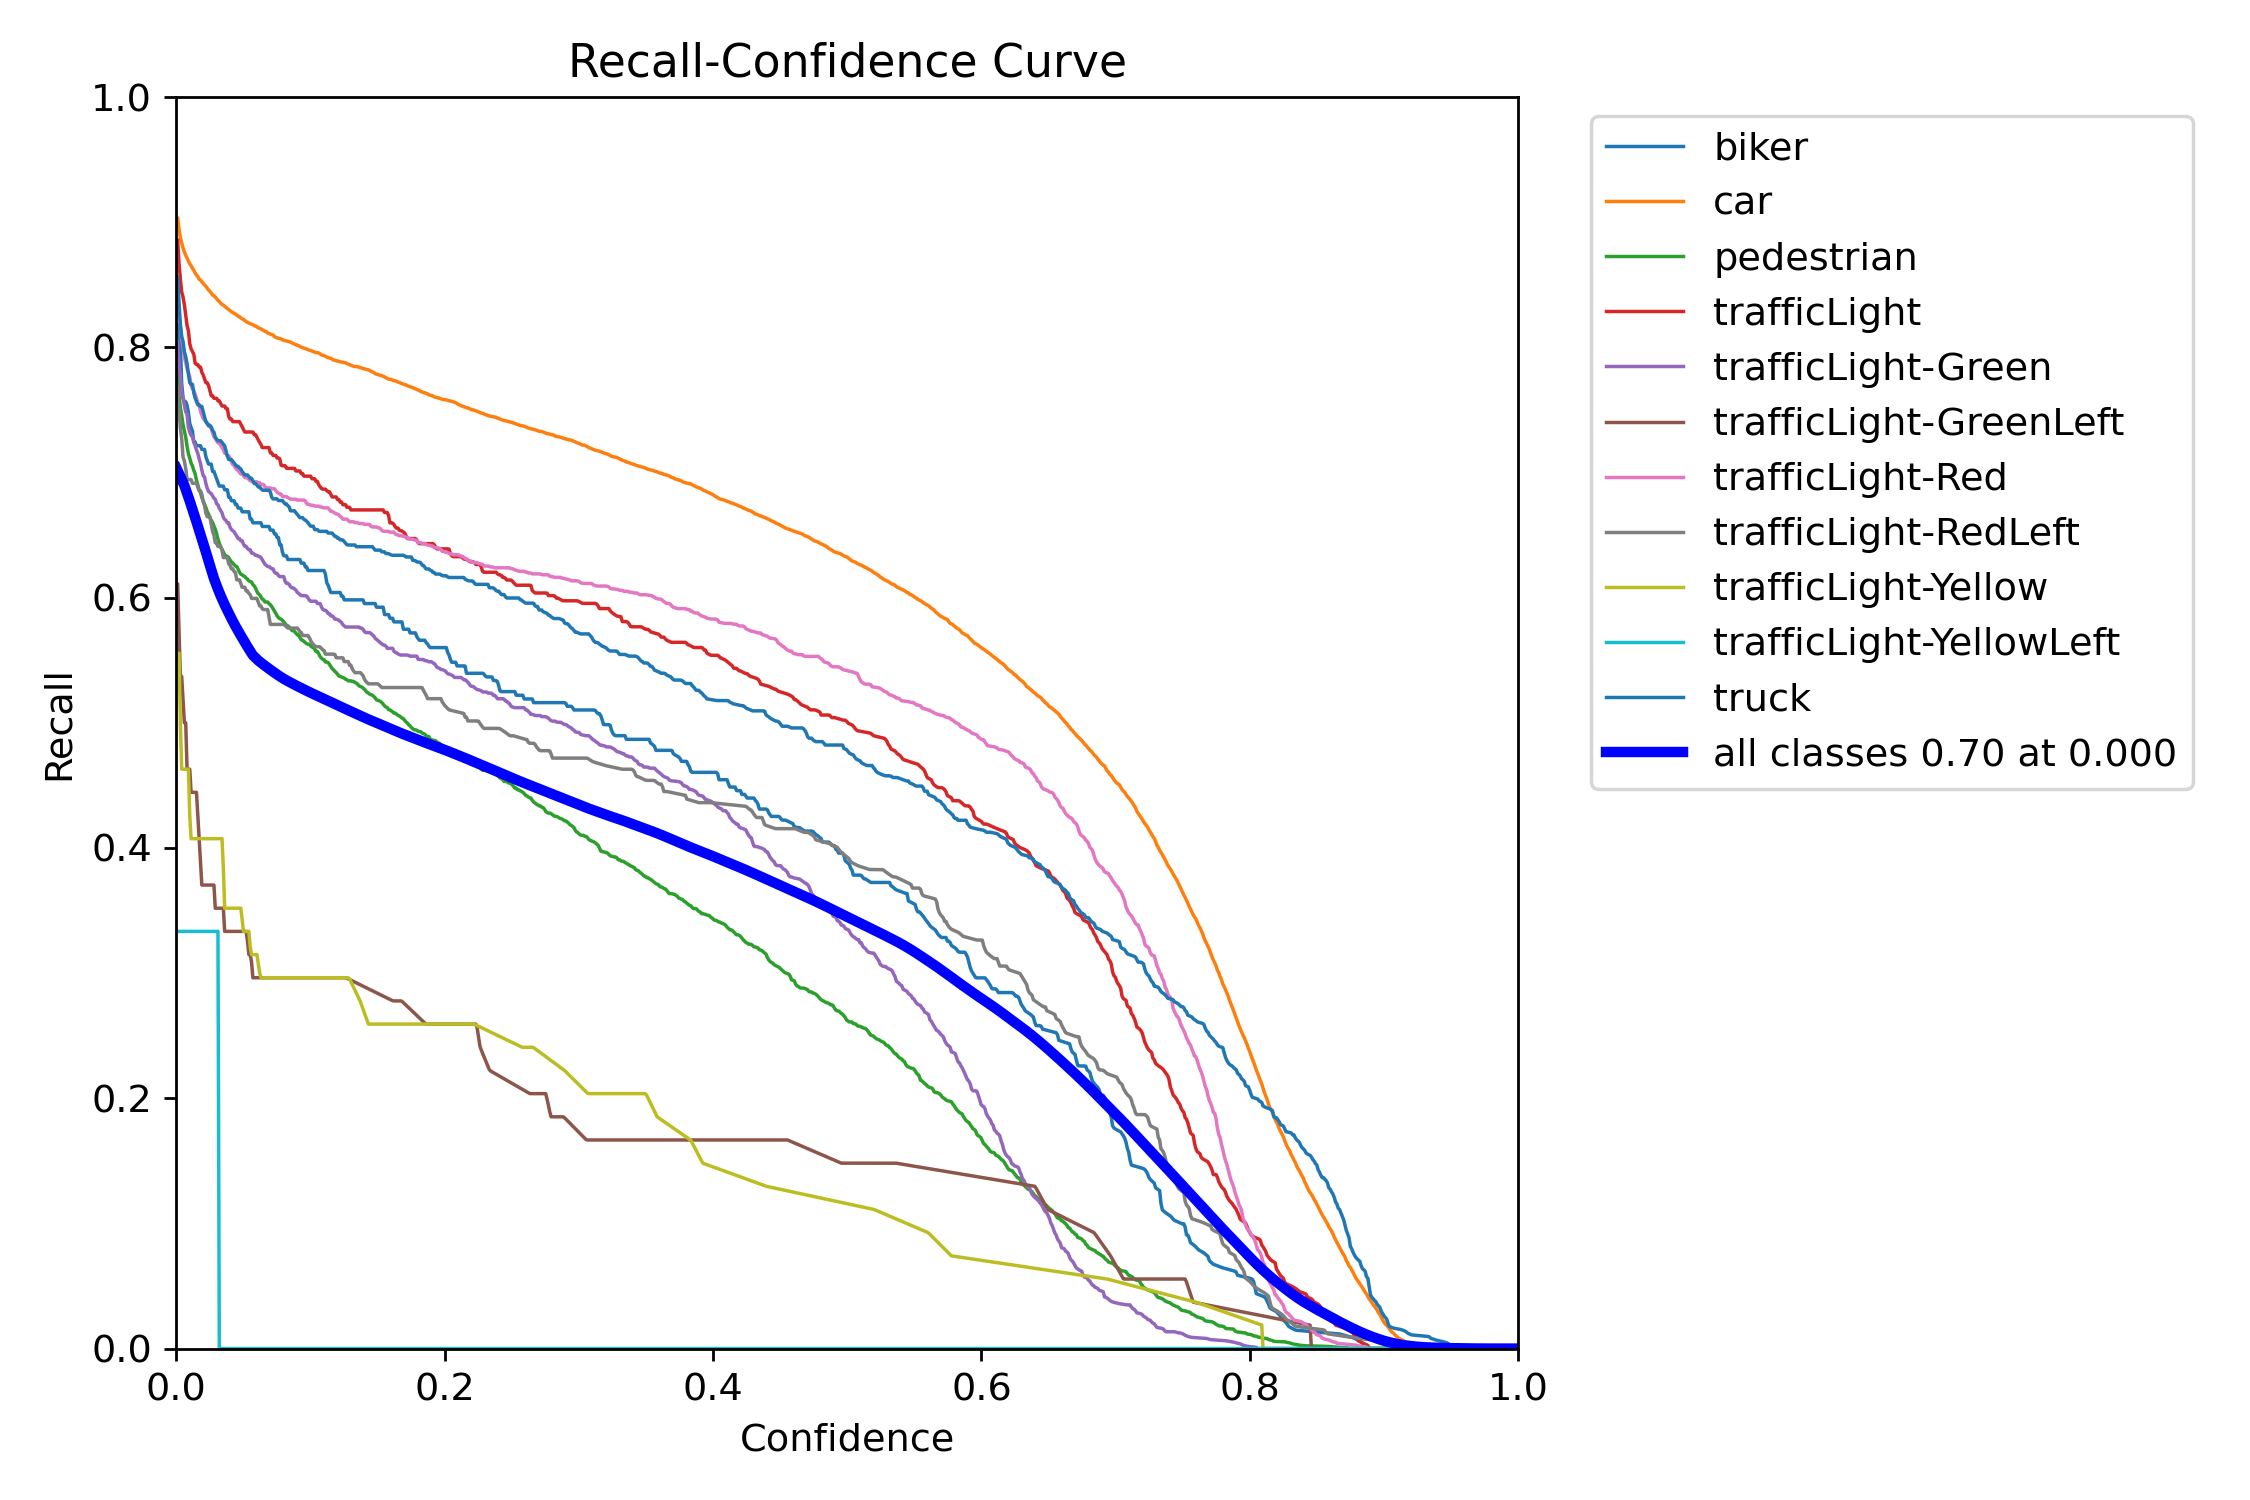 Recall-Confidence Curve
1.0
0.8
0.6
0.4
0.2
0.0
Recall
0.0 0.2 0.4 0.6 0.8 1.0
Confidence
biker
car
pedestrian
trafficLight
trafficLight-Green
trafficLight-GreenLeft
trafficLight-Red
trafficLight-RedLeft
trafficLight-Yellow
trafficLight-YellowLeft
truck
all classes 0.70 at 0.000